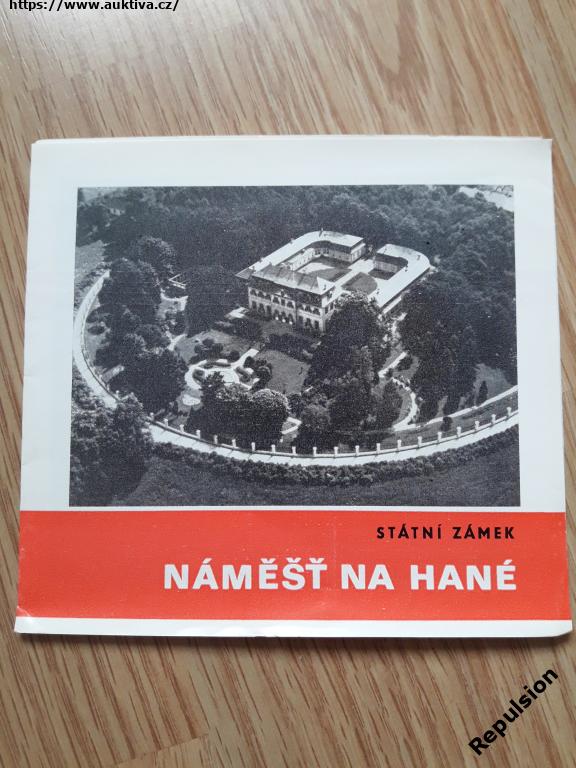 https://www.auktiva.cz/
STÁTNÍ ZÁMEK
NÁMĚŠŤ NA HANÉ
Repulsion